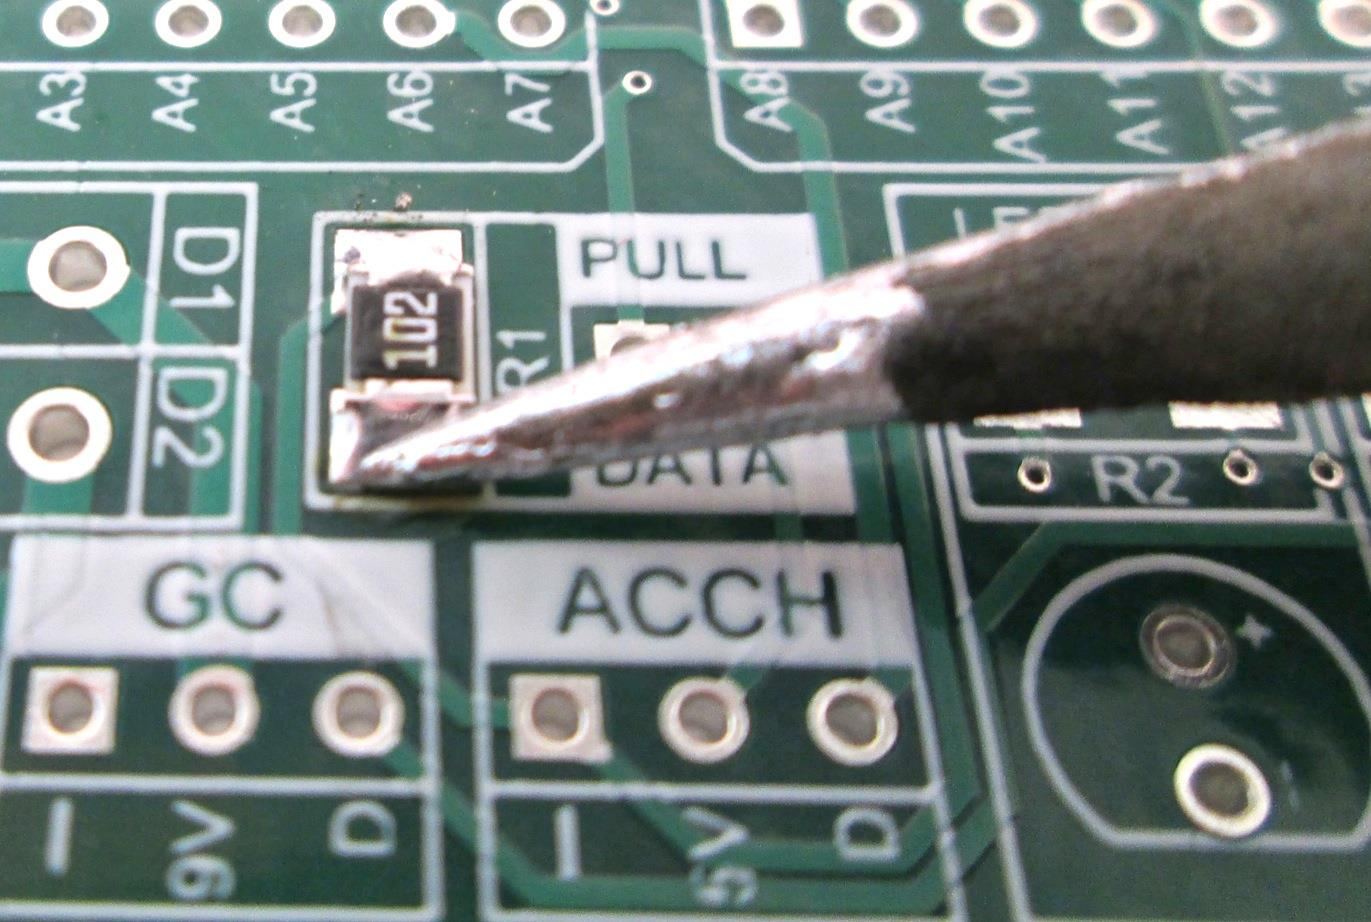 A3 A4 A5 A6 A7 A8 A9 A10 A11 A12
D1
PULL
102
R1
D2
DATA
R2
GC
ACCH
+
- 9V D
- 5V D